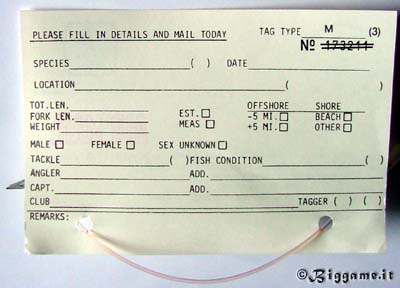 PLEASE FILL IN DETAILS AND MAIL TODAY TAG TYPE M (3)
Nº 173211
SPECIES ( ) DATE
LOCATION ( )
TOT.LEN. OFFSHORE SHORE
FORK LEN. EST. -5 MI. BEACH
WEIGHT MEAS +5 MI. OTHER
MALE FEMALE SEX UNKNOWN
TACKLE ( ) FISH CONDITION ( )
ANGLER ADD.
CAPT. ADD.
CLUB TAGGER ( ) ( )
REMARKS:
© Biggame.it